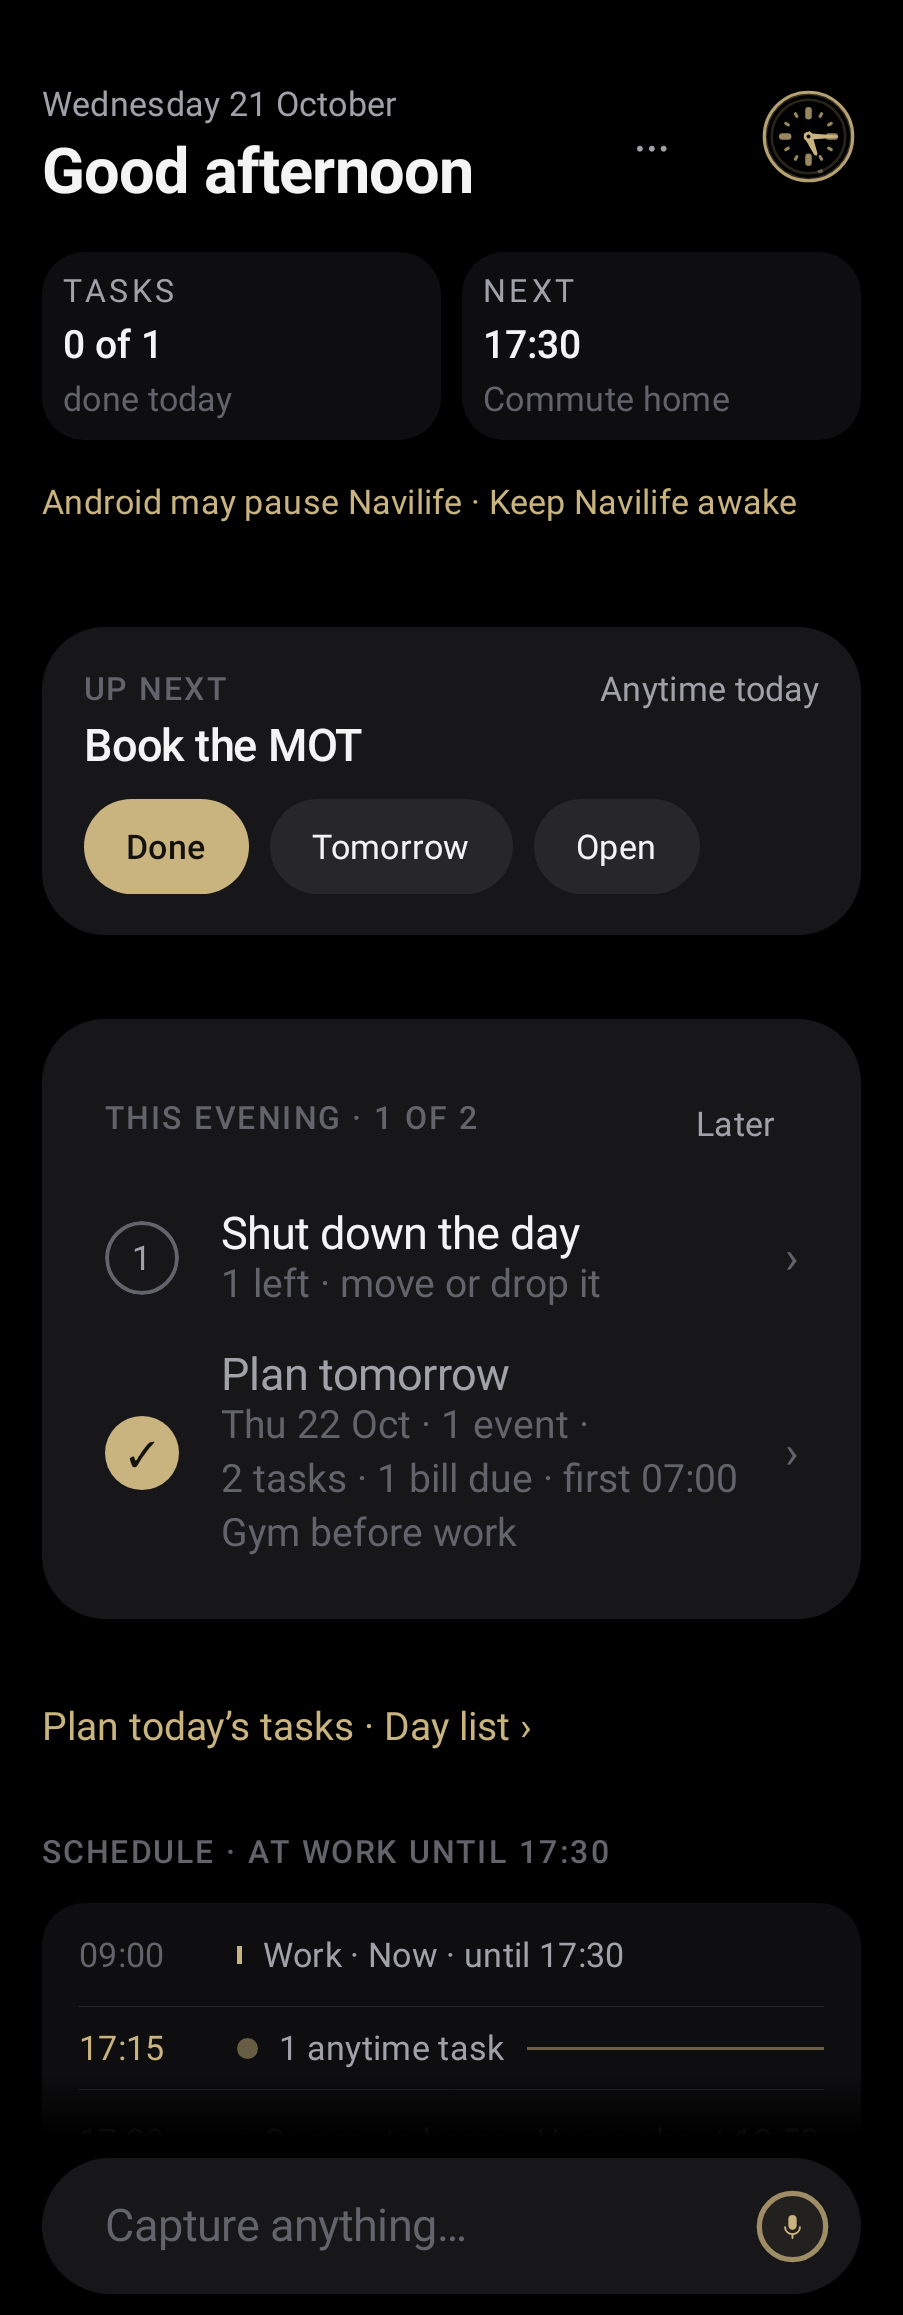 Wednesday 21 October
Good afternoon
...
TASKS
0 of 1
done today
NEXT
17:30
Commute home
Android may pause Navilife · Keep Navilife awake
UP NEXT
Anytime today
Book the MOT
Done
Tomorrow
Open
THIS EVENING · 1 OF 2
Later
1
Shut down the day
1 left · move or drop it
›
✓
Plan tomorrow
Thu 22 Oct · 1 event ·
2 tasks · 1 bill due · first 07:00
Gym before work
›
Plan today’s tasks · Day list ›
SCHEDULE · AT WORK UNTIL 17:30
09:00
Work · Now · until 17:30
17:15
1 anytime task
Capture anything…